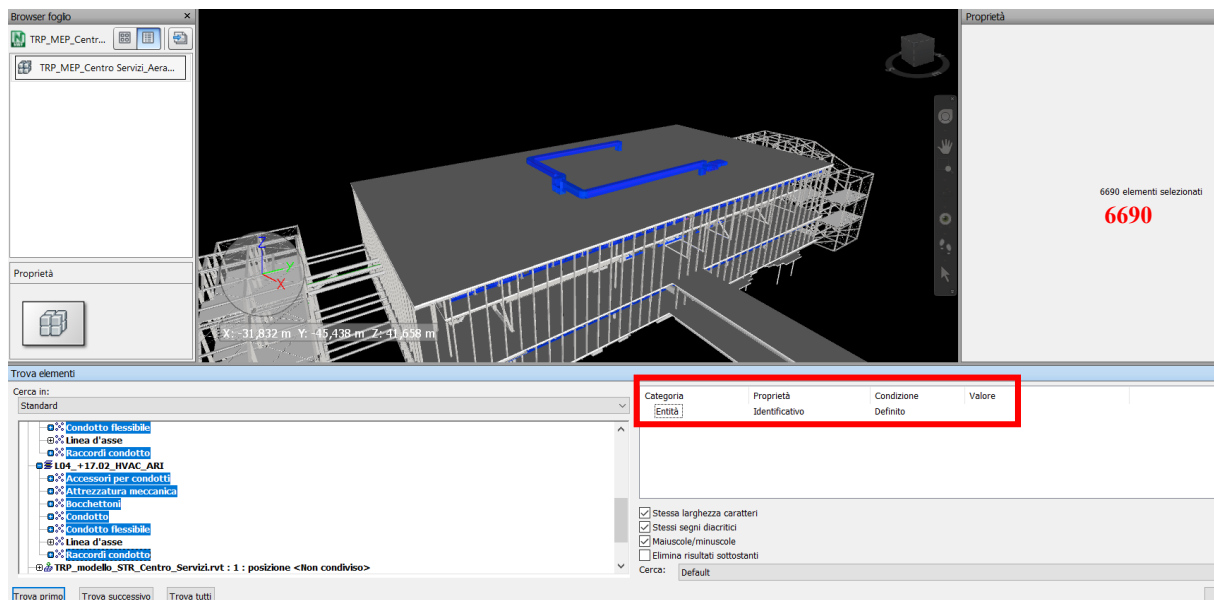 Browser foglio
×
TRP_MEP_Centr...
TRP_MEP_Centro Servizi_Aera...
Proprietà
Z
Y
X
X: -31,832 m Y: -45,438 m Z: 41,658 m
Proprietà
6690 elementi selezionati
6690
Trova elementi
Cerca in:
Standard
Condotto flessibile
Linea d'asse
Raccordi condotto
L04_+17.02_HVAC_ARI
Accessori per condotti
Attrezzatura meccanica
Bocchettoni
Condotto
Condotto flessibile
Linea d'asse
Raccordi condotto
TRP_modello_STR_Centro_Servizi.rvt : 1 : posizione <Non condiviso>
Trova primo Trova successivo Trova tutti
Categoria Proprietà Condizione Valore
Entità Identificativo Definito
Stessa larghezza caratteri
Stessi segni diacritici
Maiuscole/minuscole
Elimina risultati sottostanti
Cerca: Default